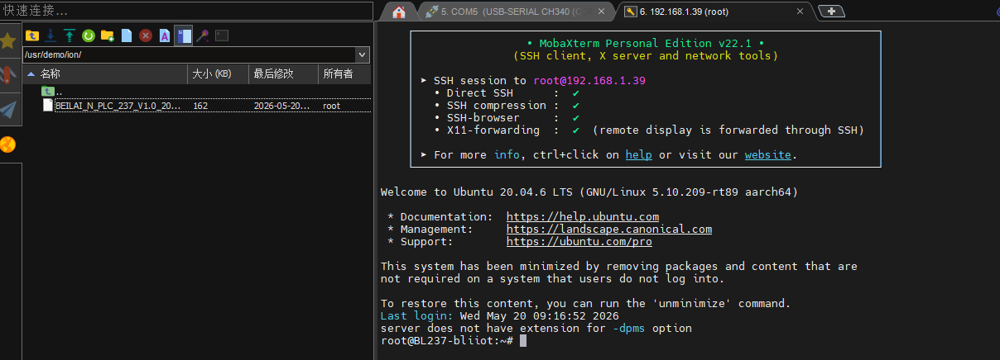 快速连接...
5. COM5 (USB-SERIAL CH340 (C
6. 192.168.1.39 (root)
/usr/demo/ion/
名称
大小 (KB)
最后修改
所有者
..
BEILAI_N_PLC_237_V1.0_20...
162
2026-05-20...
root
• MobaXterm Personal Edition v22.1 •
(SSH client, X server and network tools)
➤ SSH session to root@192.168.1.39
• Direct SSH : ✔
• SSH compression : ✔
• SSH-browser : ✔
• X11-forwarding : ✔ (remote display is forwarded through SSH)
➤ For more info, ctrl+click on help or visit our website.
Welcome to Ubuntu 20.04.6 LTS (GNU/Linux 5.10.209-rt89 aarch64)
* Documentation: https://help.ubuntu.com
* Management: https://landscape.canonical.com
* Support: https://ubuntu.com/pro
This system has been minimized by removing packages and content that are
not required on a system that users do not log into.
To restore this content, you can run the 'unminimize' command.
Last login: Wed May 20 09:16:52 2026
server does not have extension for -dpms option
root@BL237-bliiot:~#